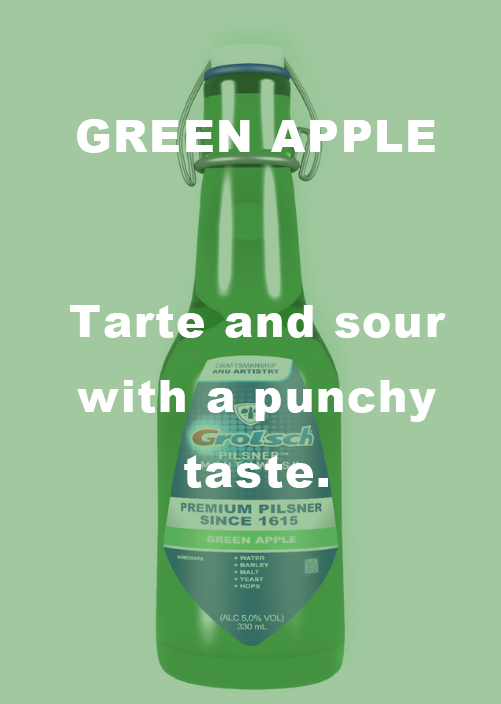 GREEN APPLE
Tarte and sour
with a punchy
taste.
CRAFTSMANSHIP
AND ARTISTRY
Grolsch
PILSNER
PREMIUM PILSNER
SINCE 1615
GREEN APPLE
INGREDIENTS:
• WATER
• BARLEY
• MALT
• YEAST
• HOPS
(ALC 5,0% VOL)
330 mL